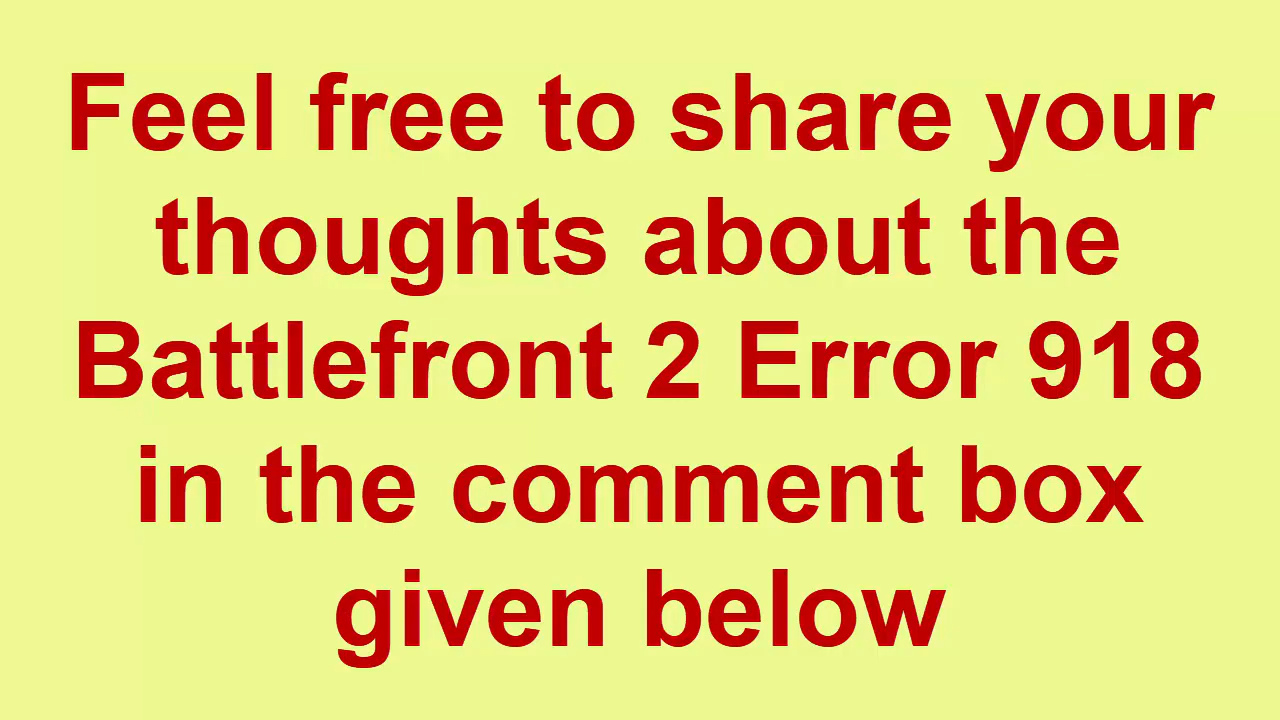 Feel free to share your
thoughts about the
Battlefront 2 Error 918
in the comment box
given below